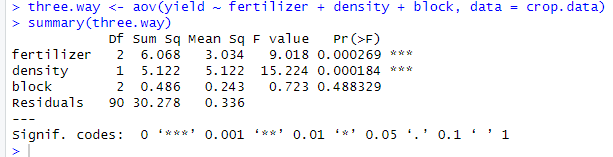 > three.way <- aov(yield ~ fertilizer + density + block, data = crop.data)
> summary(three.way)
            Df Sum Sq Mean Sq F value   Pr(>F)
fertilizer   2  6.068   3.034   9.018 0.000269 ***
density      1  5.122   5.122  15.224 0.000184 ***
block        2  0.486   0.243   0.723 0.488329
Residuals   90 30.278   0.336
---
Signif. codes:  0 ‘***’ 0.001 ‘**’ 0.01 ‘*’ 0.05 ‘.’ 0.1 ‘ ’ 1
>